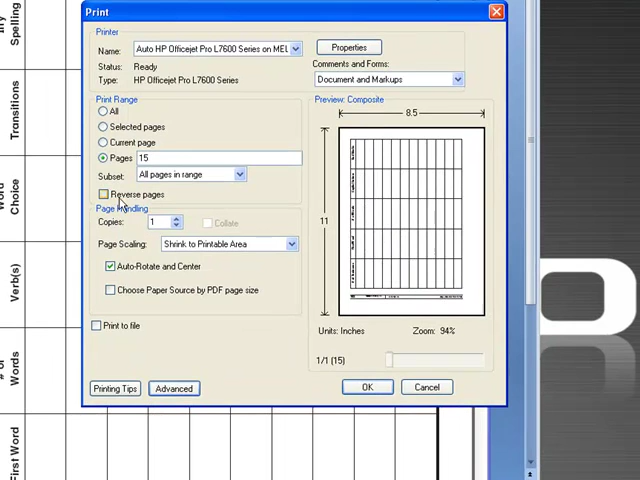 Print
Printer
Name: Auto HP Officejet Pro L7600 Series on MEL
Properties
Status: Ready
Comments and Forms:
Type: HP Officejet Pro L7600 Series
Document and Markups
Print Range
Preview: Composite
All
8.5
Selected pages
Current page
Pages 15
Subset: All pages in range
Reverse pages
Page Handling
11
Copies: 1
Collate
Page Scaling: Shrink to Printable Area
Auto-Rotate and Center
Choose Paper Source by PDF page size
Print to file
Units: Inches Zoom: 94%
1/1 (15)
Printing Tips
Advanced
OK
Cancel
Spelling
Transitions
Choice
Verb(s)
# of
Words
First Word